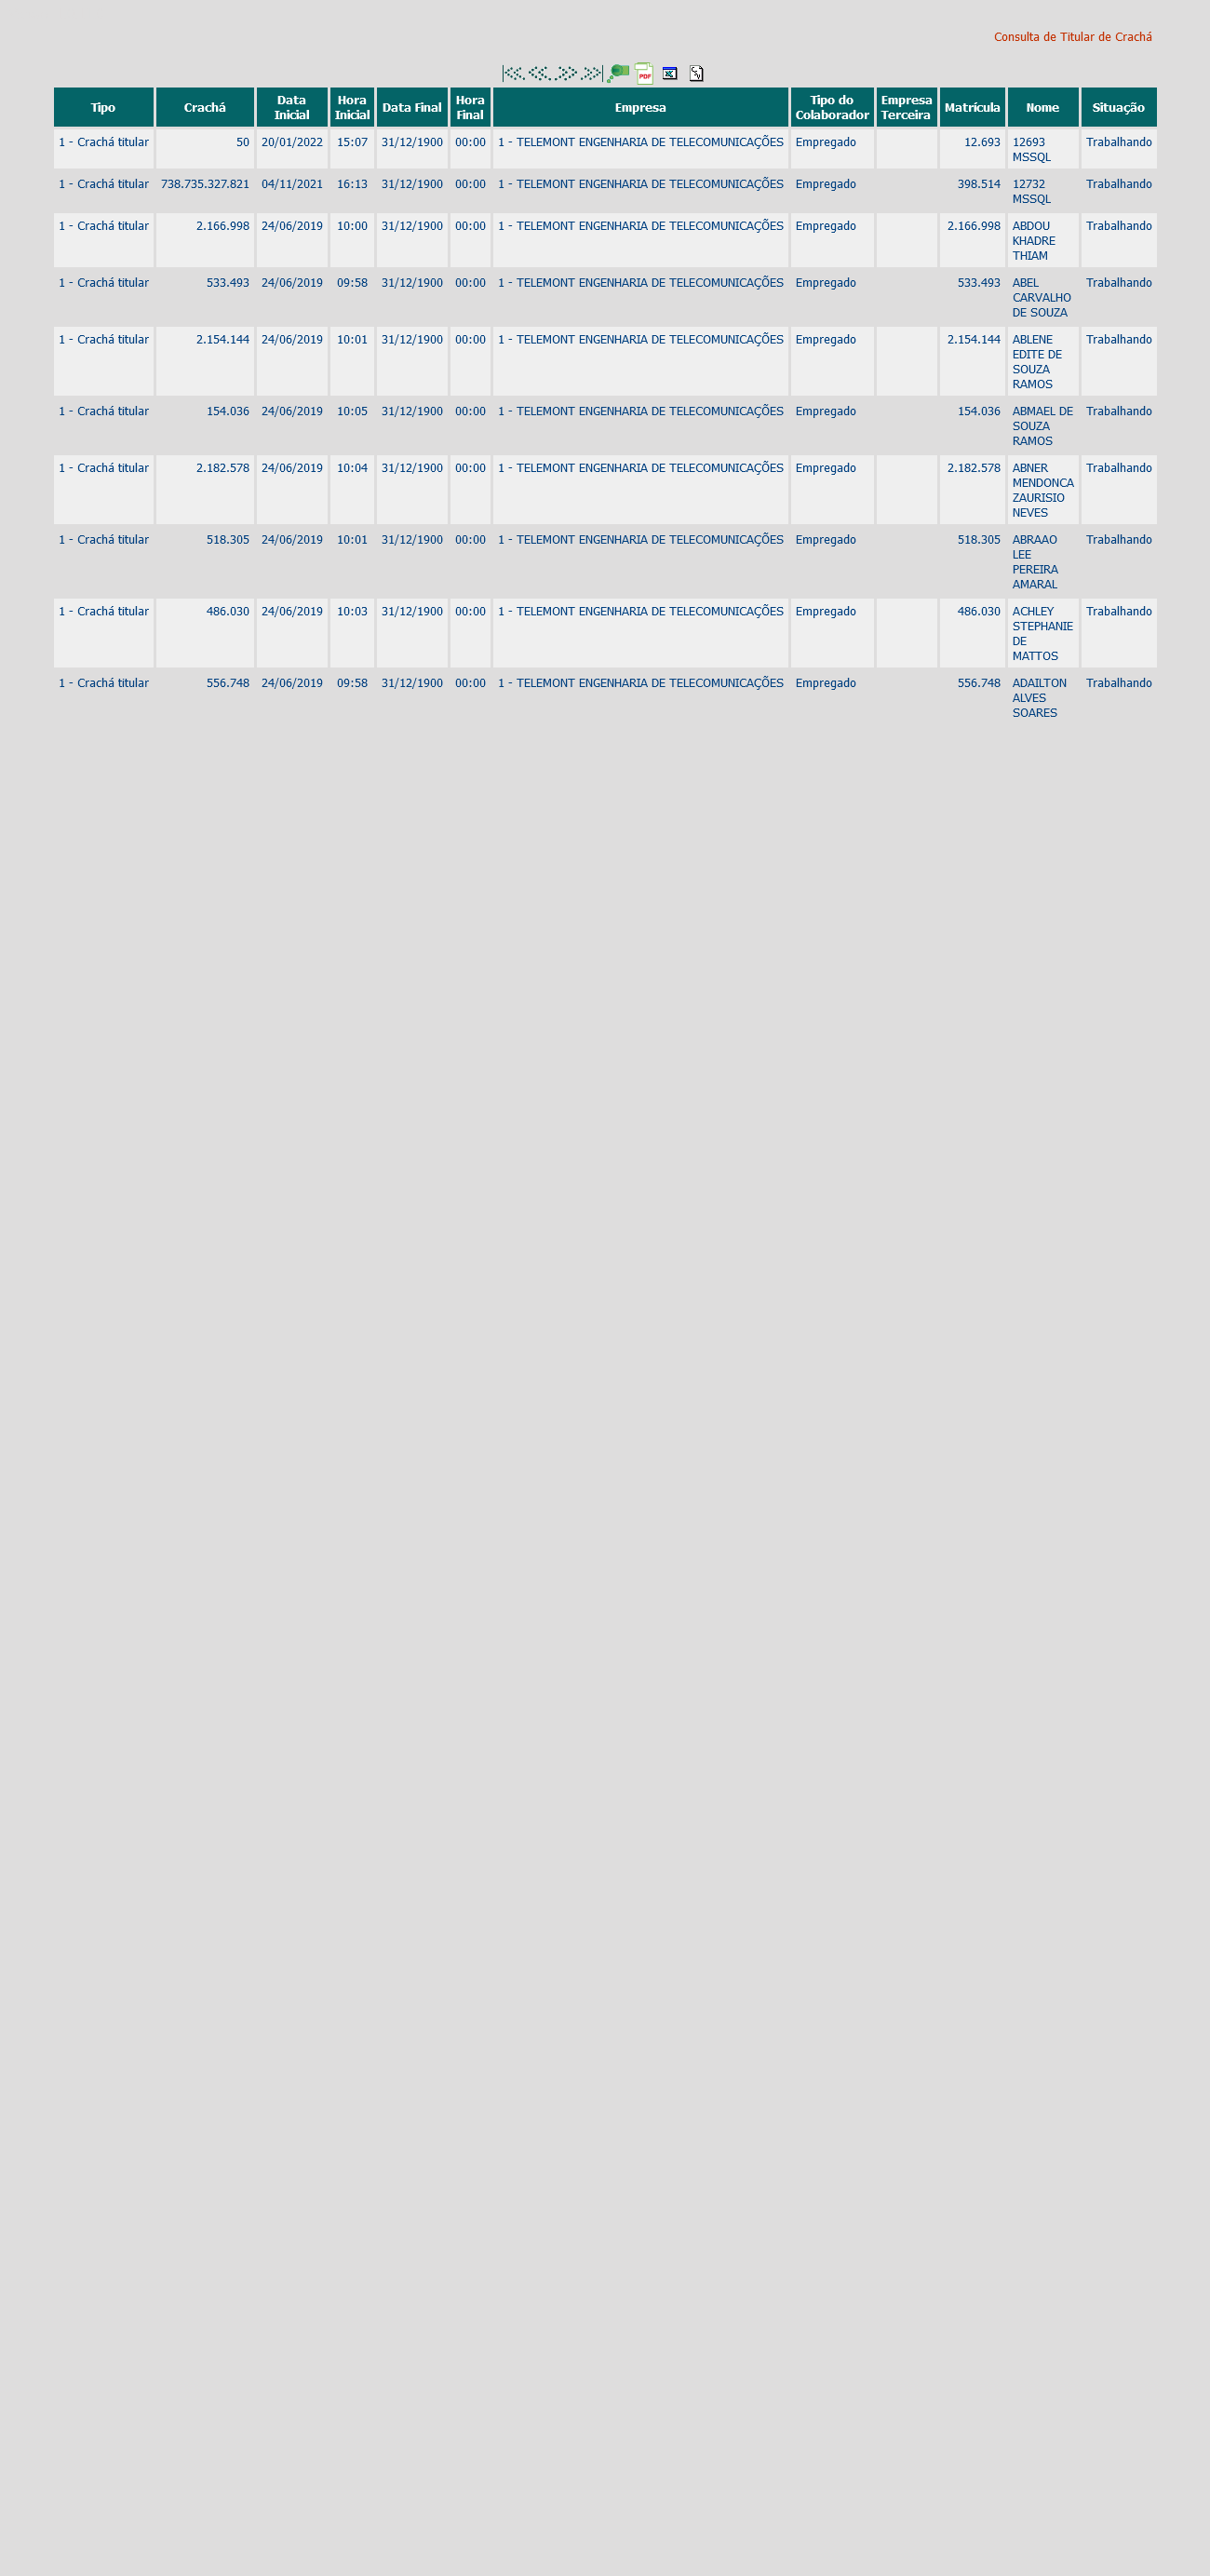 Consulta de Titular de Crachá
PDF
Tipo Crachá Data Inicial Hora Inicial Data Final Hora Final Empresa Tipo do Colaborador Empresa Terceira Matrícula Nome Situação
1 - Crachá titular 50 20/01/2022 15:07 31/12/1900 00:00 1 - TELEMONT ENGENHARIA DE TELECOMUNICAÇÕES Empregado 12.693 12693 Trabalhando
MSSQL
1 - Crachá titular 738.735.327.821 04/11/2021 16:13 31/12/1900 00:00 1 - TELEMONT ENGENHARIA DE TELECOMUNICAÇÕES Empregado 398.514 12732 Trabalhando
MSSQL
1 - Crachá titular 2.166.998 24/06/2019 10:00 31/12/1900 00:00 1 - TELEMONT ENGENHARIA DE TELECOMUNICAÇÕES Empregado 2.166.998 ABDOU Trabalhando
KHADRE
THIAM
1 - Crachá titular 533.493 24/06/2019 09:58 31/12/1900 00:00 1 - TELEMONT ENGENHARIA DE TELECOMUNICAÇÕES Empregado 533.493 ABEL Trabalhando
CARVALHO
DE SOUZA
1 - Crachá titular 2.154.144 24/06/2019 10:01 31/12/1900 00:00 1 - TELEMONT ENGENHARIA DE TELECOMUNICAÇÕES Empregado 2.154.144 ABLENE Trabalhando
EDITE DE
SOUZA
RAMOS
1 - Crachá titular 154.036 24/06/2019 10:05 31/12/1900 00:00 1 - TELEMONT ENGENHARIA DE TELECOMUNICAÇÕES Empregado 154.036 ABMAEL DE Trabalhando
SOUZA
RAMOS
1 - Crachá titular 2.182.578 24/06/2019 10:04 31/12/1900 00:00 1 - TELEMONT ENGENHARIA DE TELECOMUNICAÇÕES Empregado 2.182.578 ABNER Trabalhando
MENDONCA
ZAURISIO
NEVES
1 - Crachá titular 518.305 24/06/2019 10:01 31/12/1900 00:00 1 - TELEMONT ENGENHARIA DE TELECOMUNICAÇÕES Empregado 518.305 ABRAAO Trabalhando
LEE
PEREIRA
AMARAL
1 - Crachá titular 486.030 24/06/2019 10:03 31/12/1900 00:00 1 - TELEMONT ENGENHARIA DE TELECOMUNICAÇÕES Empregado 486.030 ACHLEY Trabalhando
STEPHANIE
DE
MATTOS
1 - Crachá titular 556.748 24/06/2019 09:58 31/12/1900 00:00 1 - TELEMONT ENGENHARIA DE TELECOMUNICAÇÕES Empregado 556.748 ADAILTON Trabalhando
ALVES
SOARES